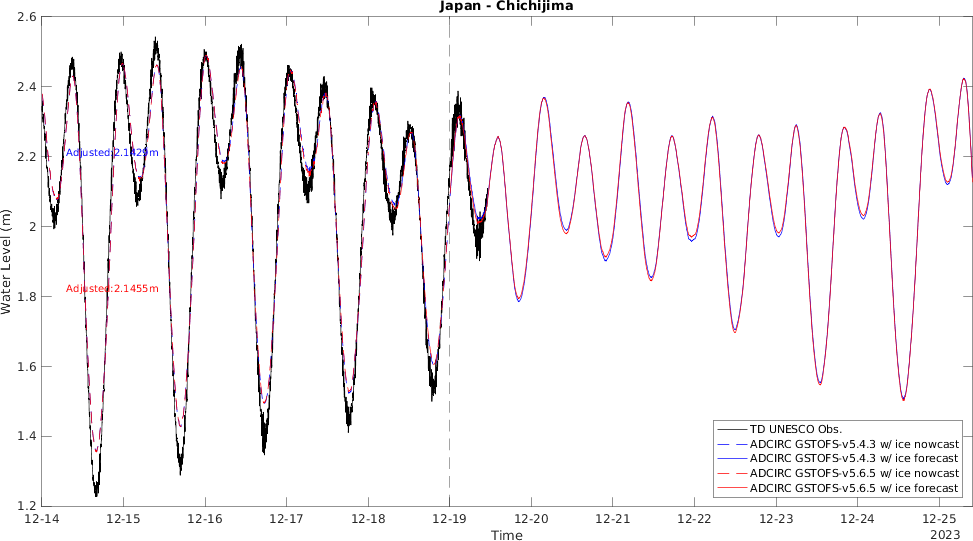 Japan - Chichijima
2.6
2.4
2.2
2
1.8
1.6
1.4
1.2
Water Level (m)
Adjusted:2.1429m
Adjusted:2.1455m
TD UNESCO Obs.
ADCIRC GSTOFS-v5.4.3 w/ ice nowcast
ADCIRC GSTOFS-v5.4.3 w/ ice forecast
ADCIRC GSTOFS-v5.6.5 w/ ice nowcast
ADCIRC GSTOFS-v5.6.5 w/ ice forecast
12-14 12-15 12-16 12-17 12-18 12-19 12-20 12-21 12-22 12-23 12-24 12-25
Time
2023